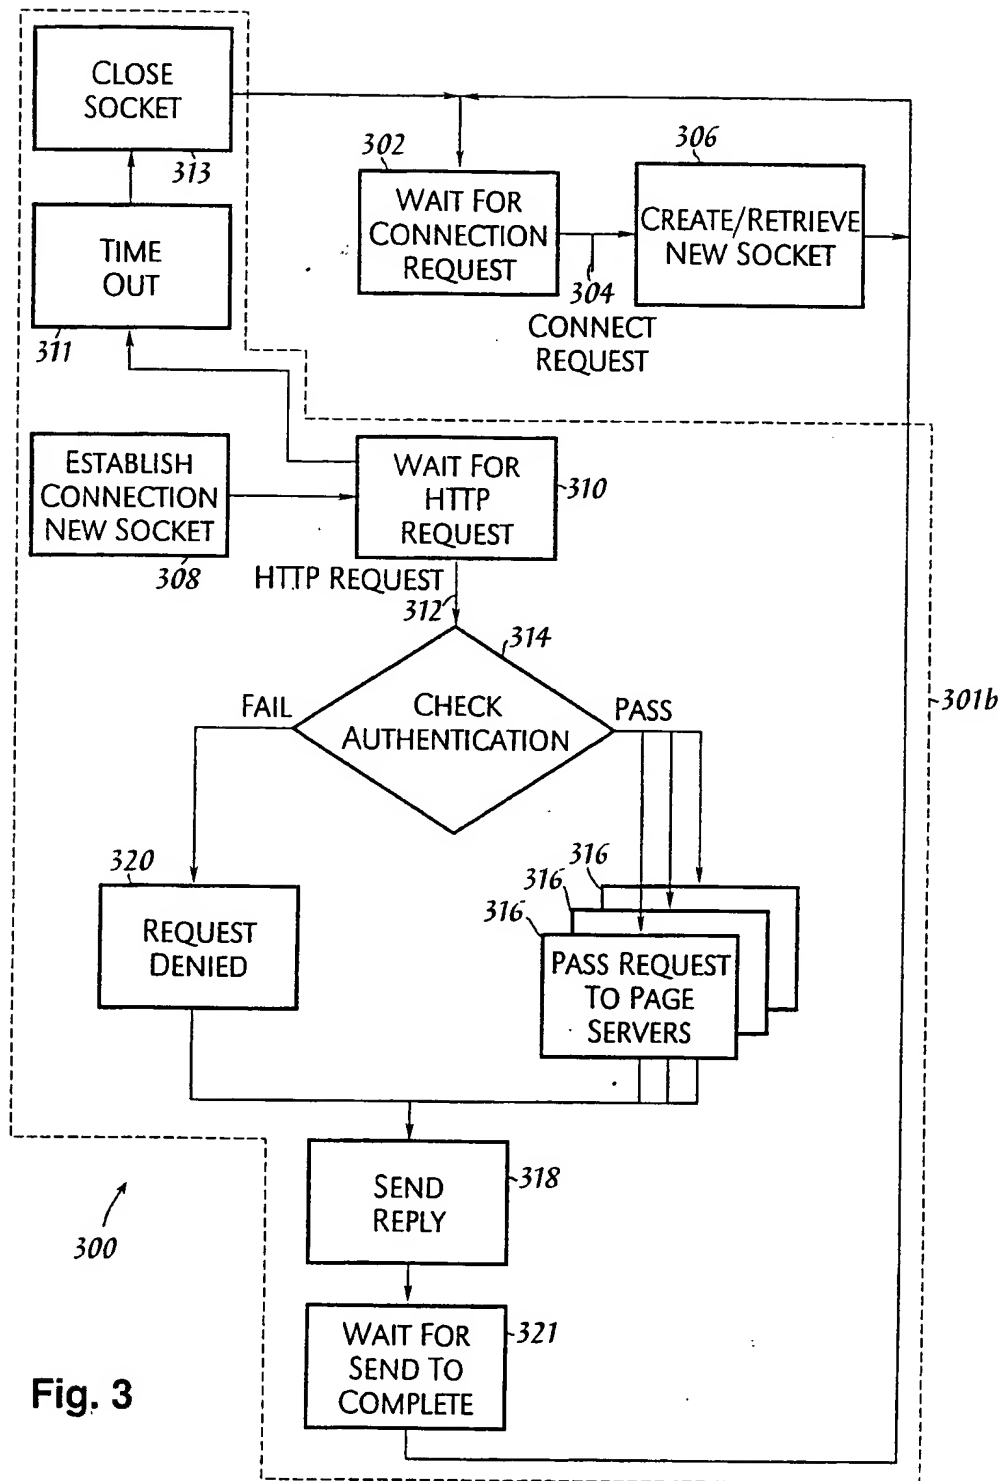 CLOSE
SOCKET
313
302
306
WAIT FOR
CONNECTION
REQUEST
CREATE/RETRIEVE
NEW SOCKET
304
CONNECT
REQUEST
TIME
OUT
311
ESTABLISH
CONNECTION
NEW SOCKET
308
WAIT FOR
HTTP
REQUEST
310
HTTP REQUEST
312
314
FAIL
CHECK
AUTHENTICATION
PASS
301b
320
REQUEST
DENIED
316
316
316
PASS REQUEST
TO PAGE
SERVERS
318
SEND
REPLY
300
321
WAIT FOR
SEND TO
COMPLETE
Fig. 3